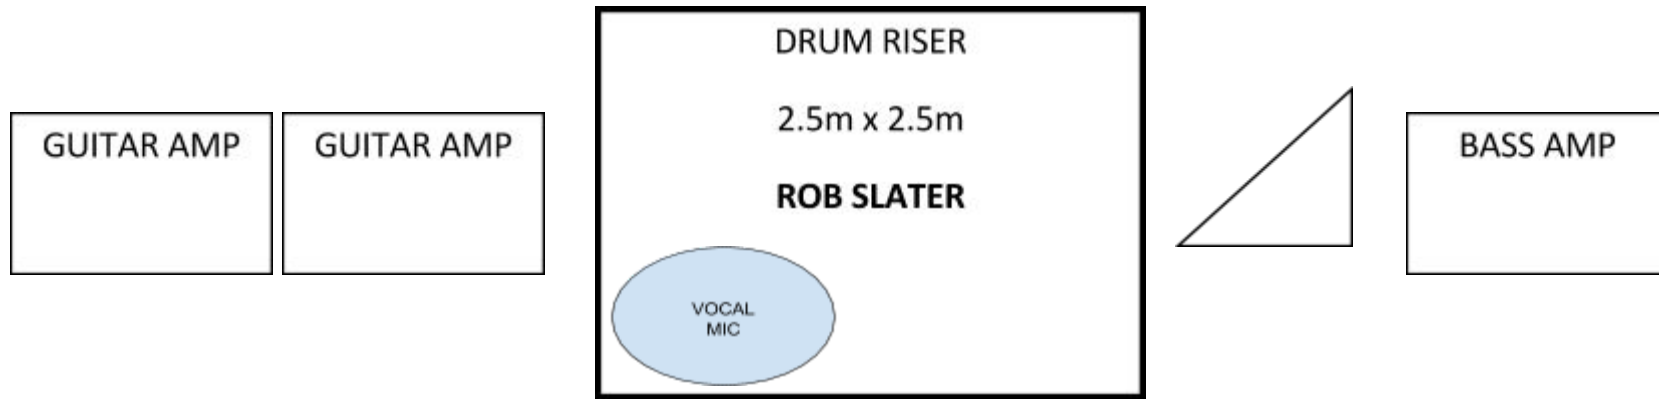 DRUM RISER
2.5m x 2.5m
ROB SLATER
GUITAR AMP
GUITAR AMP
BASS AMP
VOCAL
MIC